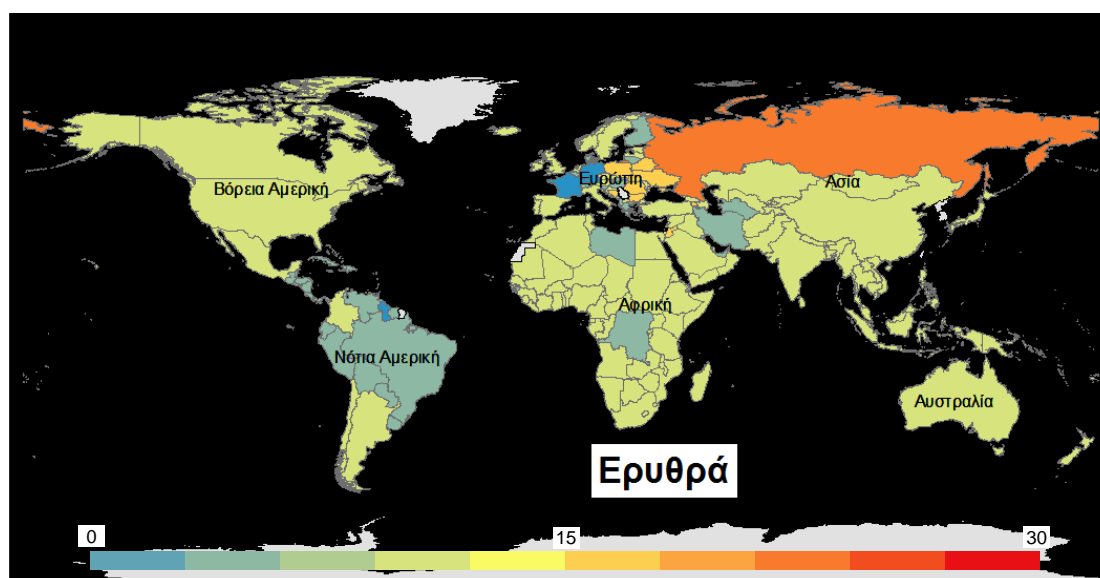 Βόρεια Αμερική
Ευρώπη
Ασία
Αφρική
Νότια Αμερική
Αυστραλία
Ερυθρά
0
15
30